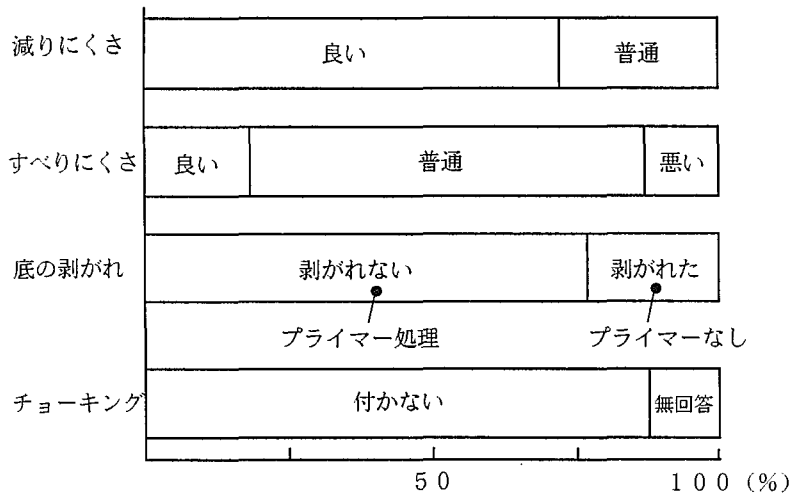 減りにくさ 良い 普通
すべりにくさ 良い 普通 悪い
底の剥がれ 剥がれない 剥がれた
プライマー処理 プライマーなし
チョーキング 付かない 無回答
50 100 (%)